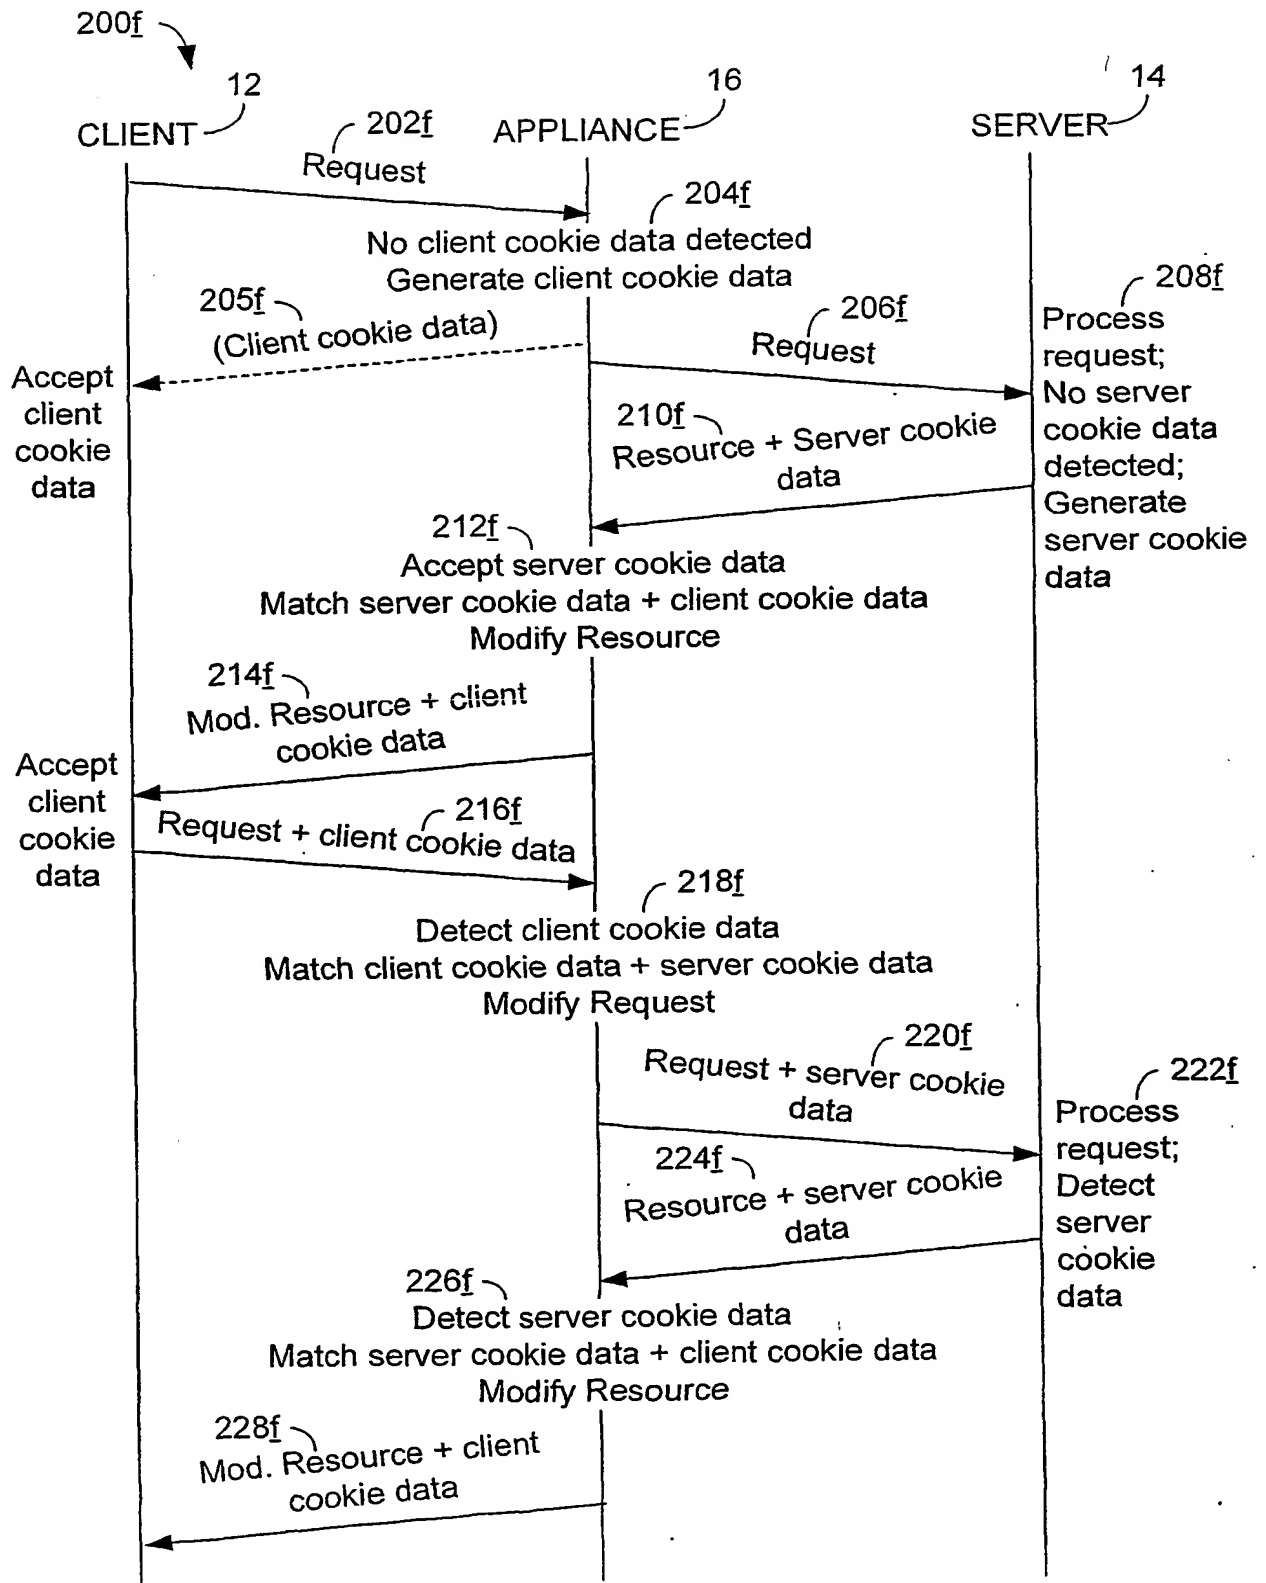 200f
12
16
14
CLIENT
APPLIANCE
SERVER
202f
Request
204f
No client cookie data detected
Generate client cookie data
205f
(Client cookie data)
Accept
client
cookie
data
206f
Request
208f
Process
request;
No server
cookie data
detected;
Generate
server cookie
data
210f
Resource + Server cookie
data
212f
Accept server cookie data
Match server cookie data + client cookie data
Modify Resource
214f
Mod. Resource + client
cookie data
Accept
client
cookie
data
216f
Request + client cookie data
218f
Detect client cookie data
Match client cookie data + server cookie data
Modify Request
220f
Request + server cookie
data
222f
Process
request;
Detect
server
cookie
data
224f
Resource + server cookie
data
226f
Detect server cookie data
Match server cookie data + client cookie data
Modify Resource
228f
Mod. Resource + client
cookie data